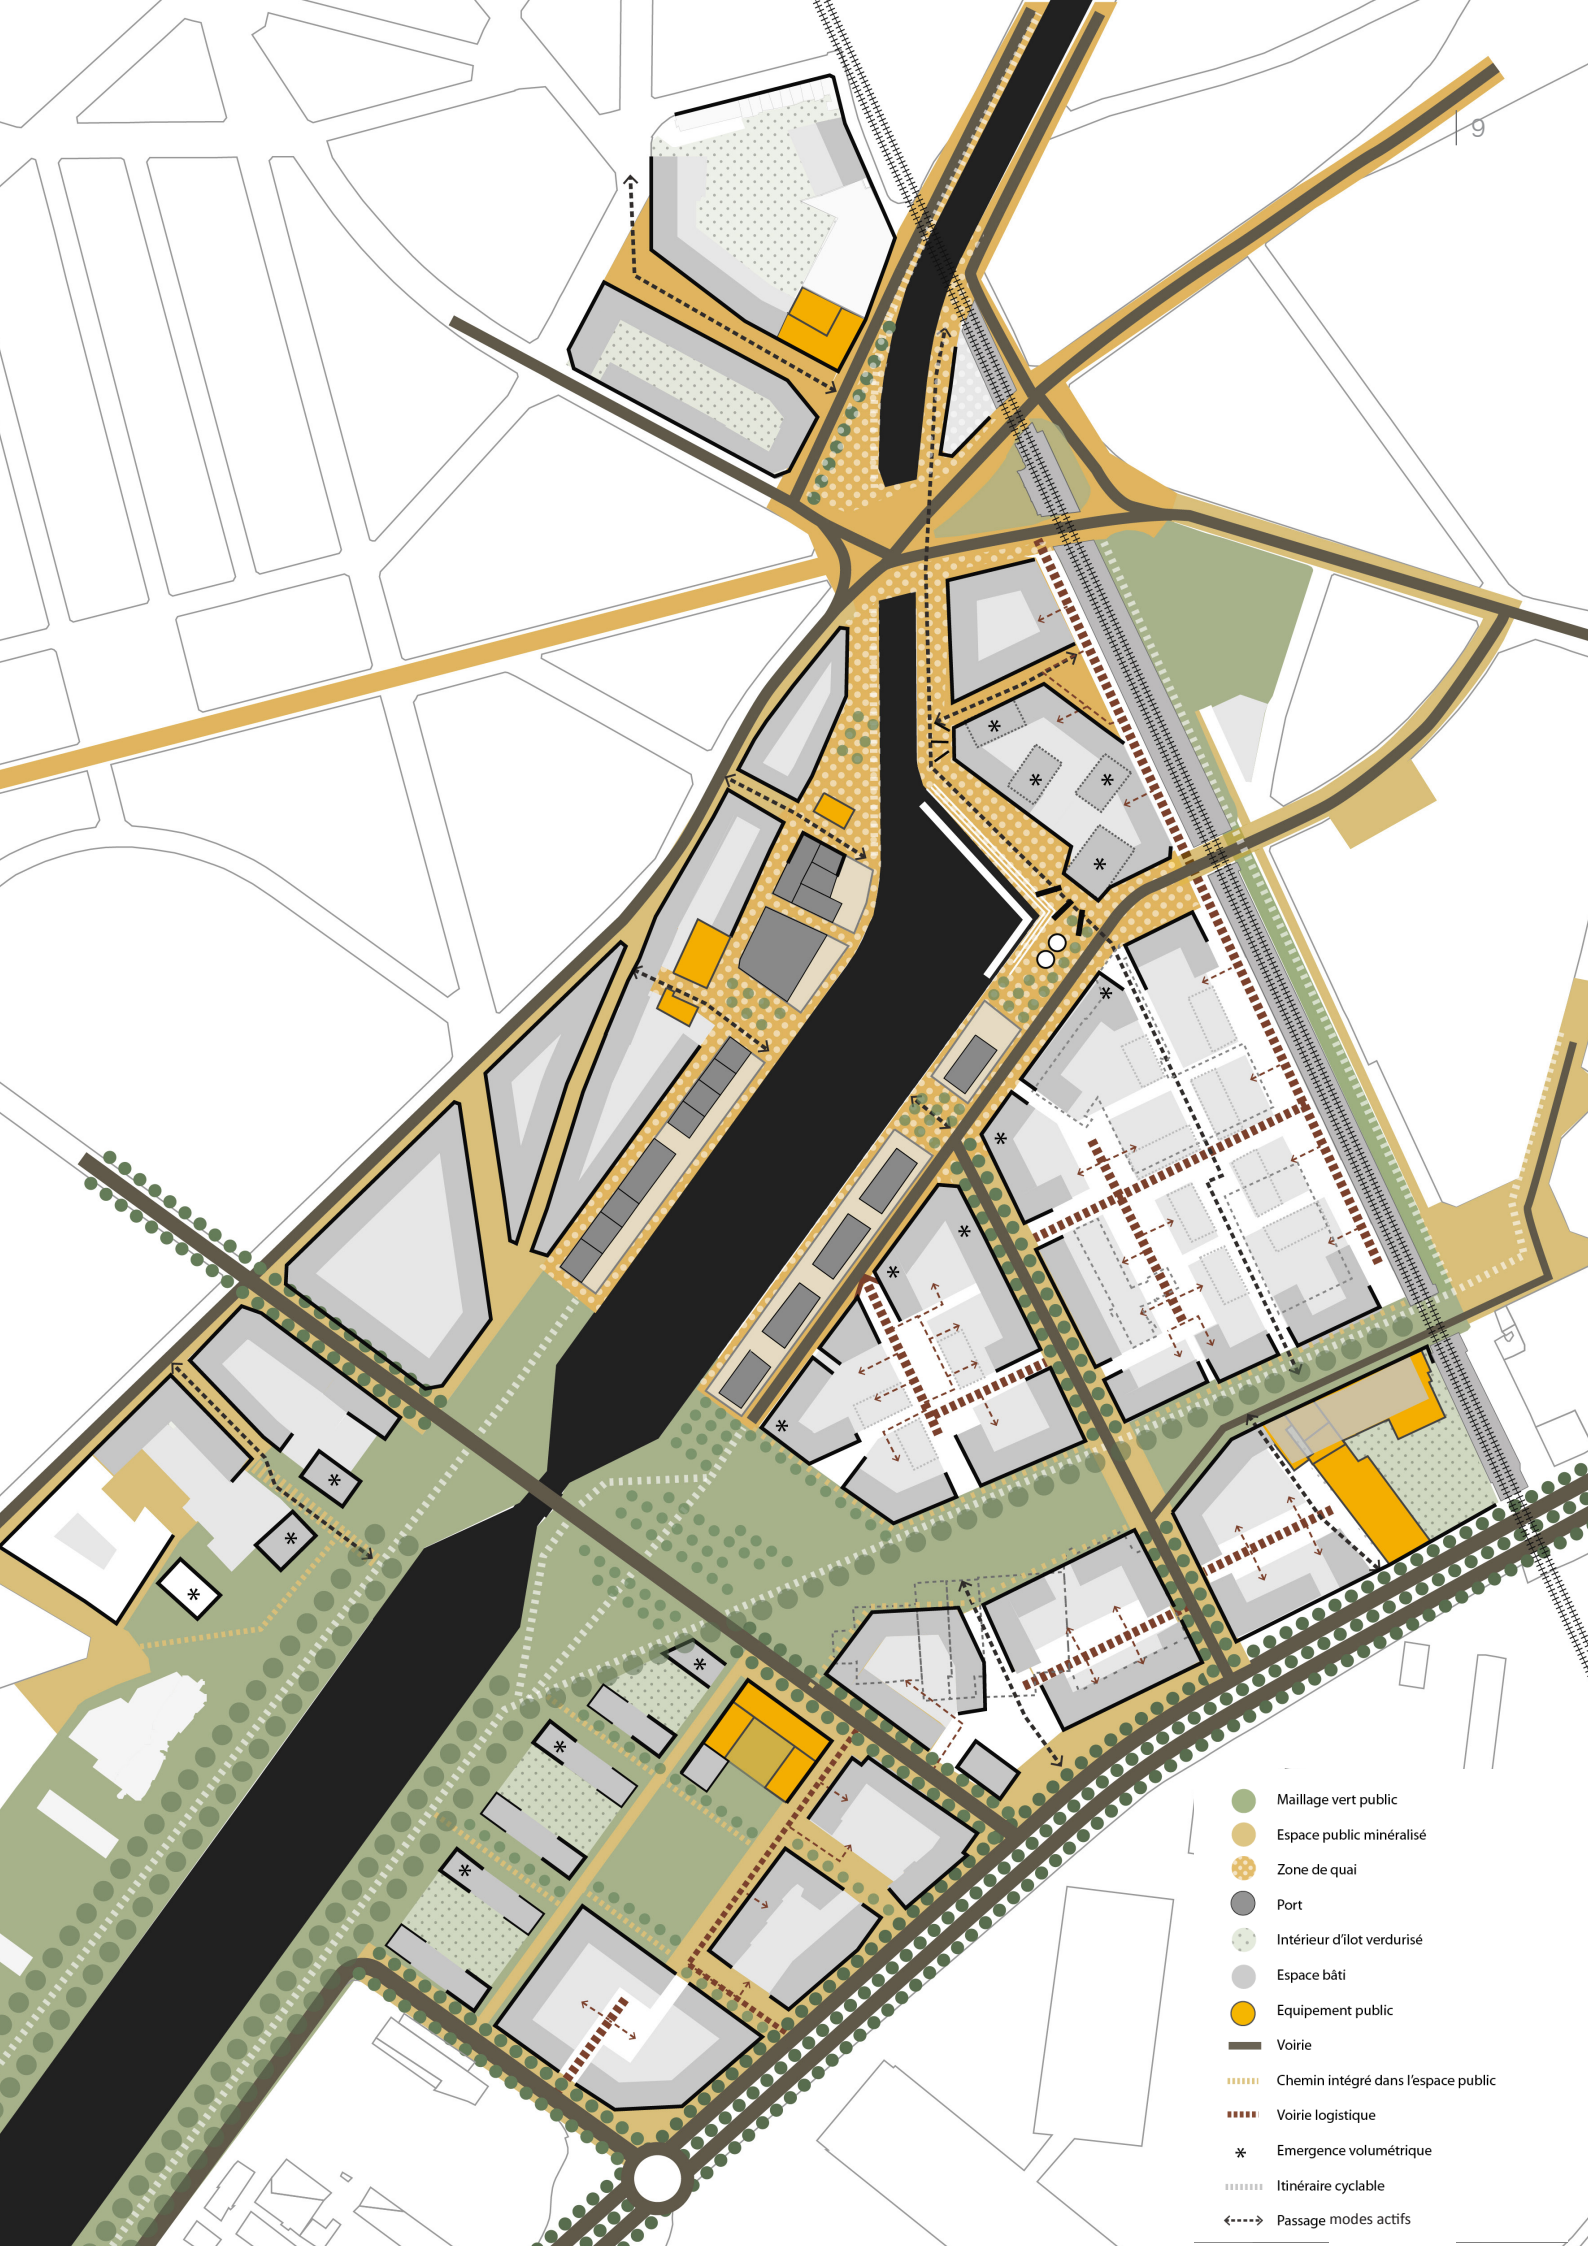 9
Maillage vert public
Espace public minéralisé
Zone de quai
Port
Intérieur d'ilot verdurisé
Espace bâti
Equipement public
Voirie
Chemin intégré dans l'espace public
Voirie logistique
* Emergence volumétrique
Itinéraire cyclable
Passage modes actifs